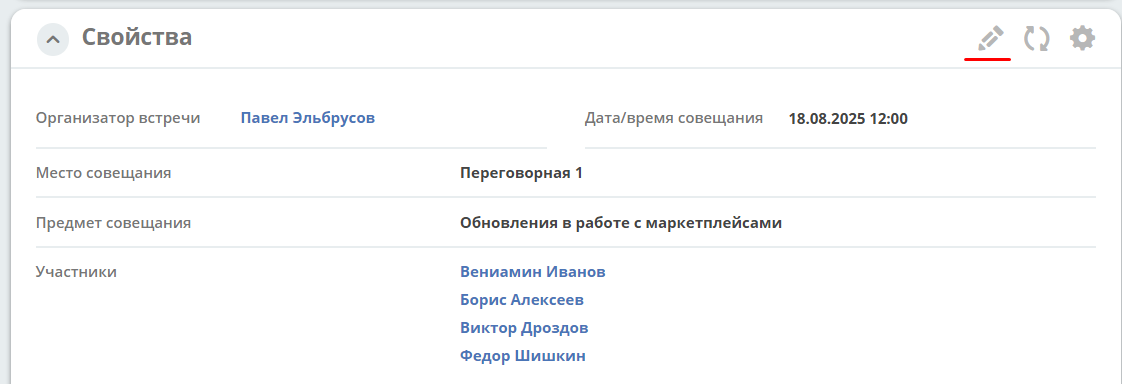 Свойства
Организатор встречи Павел Эльбрусов Дата/время совещания 18.08.2025 12:00
Место совещания Переговорная 1
Предмет совещания Обновления в работе с маркетплейсами
Участники Вениамин Иванов
Борис Алексеев
Виктор Дроздов
Федор Шишкин